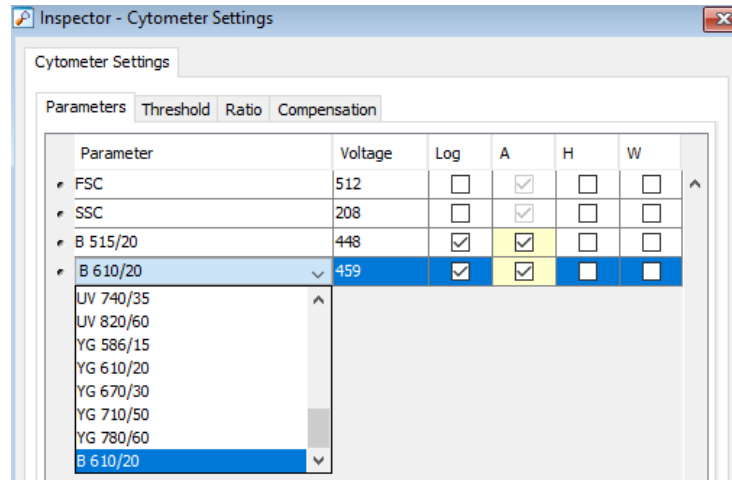 Inspector - Cytometer Settings
Cytometer Settings
Parameters Threshold Ratio Compensation
Parameter Voltage Log A H W
FSC 512
SSC 208
B 515/20 448
B 610/20 459
UV 740/35
UV 820/60
YG 586/15
YG 610/20
YG 670/30
YG 710/50
YG 780/60
B 610/20